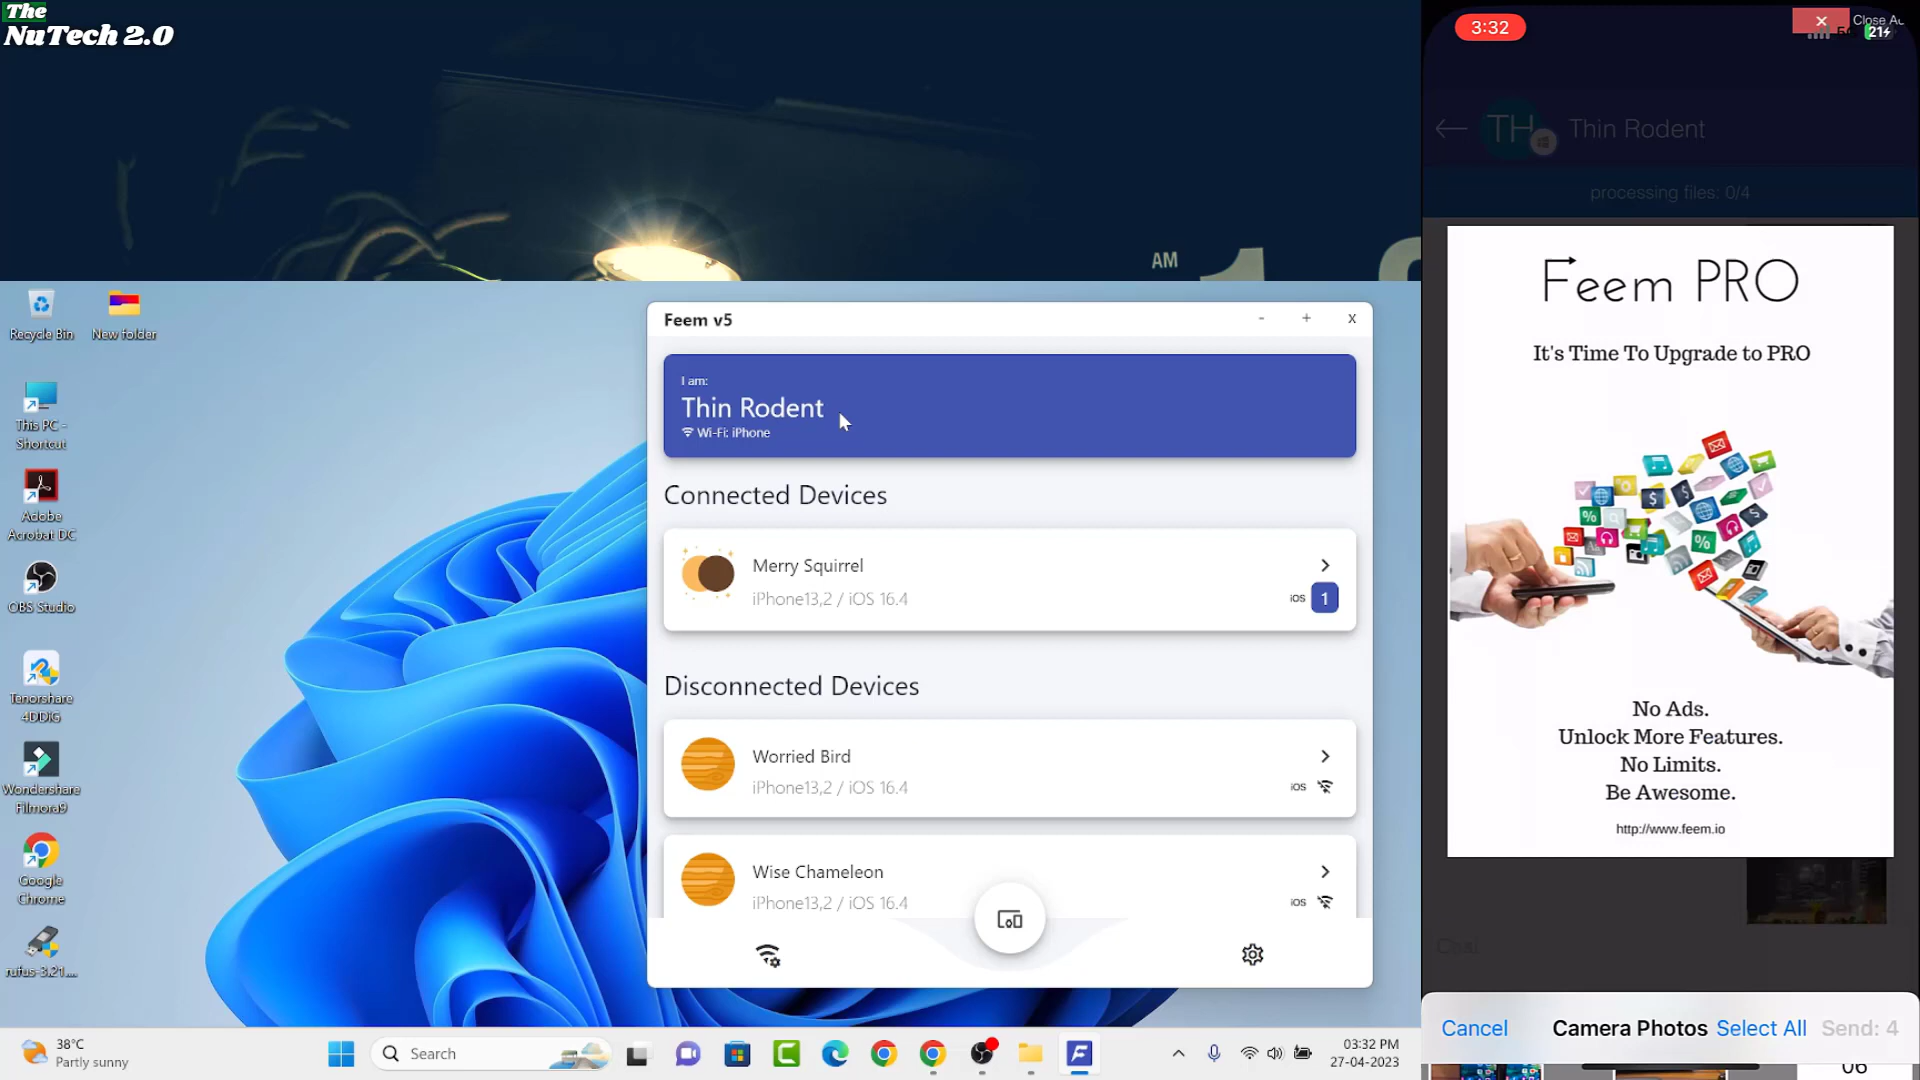 The
NuTech 2.0
AM
Recycle Bin
New folder
This PC -
Shortcut
Adobe
Acrobat DC
OBS Studio
Tenorshare
4DDiG
Wondershare
Filmora9
Google
Chrome
rufus-3.21....
Feem v5
- + X
I am:
Thin Rodent
Wi-Fi: iPhone
Connected Devices
Merry Squirrel
iPhone13,2 / iOS 16.4
iOS 1
Disconnected Devices
Worried Bird
iPhone13,2 / iOS 16.4
iOS
Wise Chameleon
iPhone13,2 / iOS 16.4
iOS
38°C
Partly sunny
Search
03:32 PM
27-04-2023
3:32
Close
21
TH
Thin Rodent
processing files: 0/4
Feem PRO
It's Time To Upgrade to PRO
No Ads.
Unlock More Features.
No Limits.
Be Awesome.
http://www.feem.io
Chat
Cancel
Camera Photos
Select All
Send: 4
06